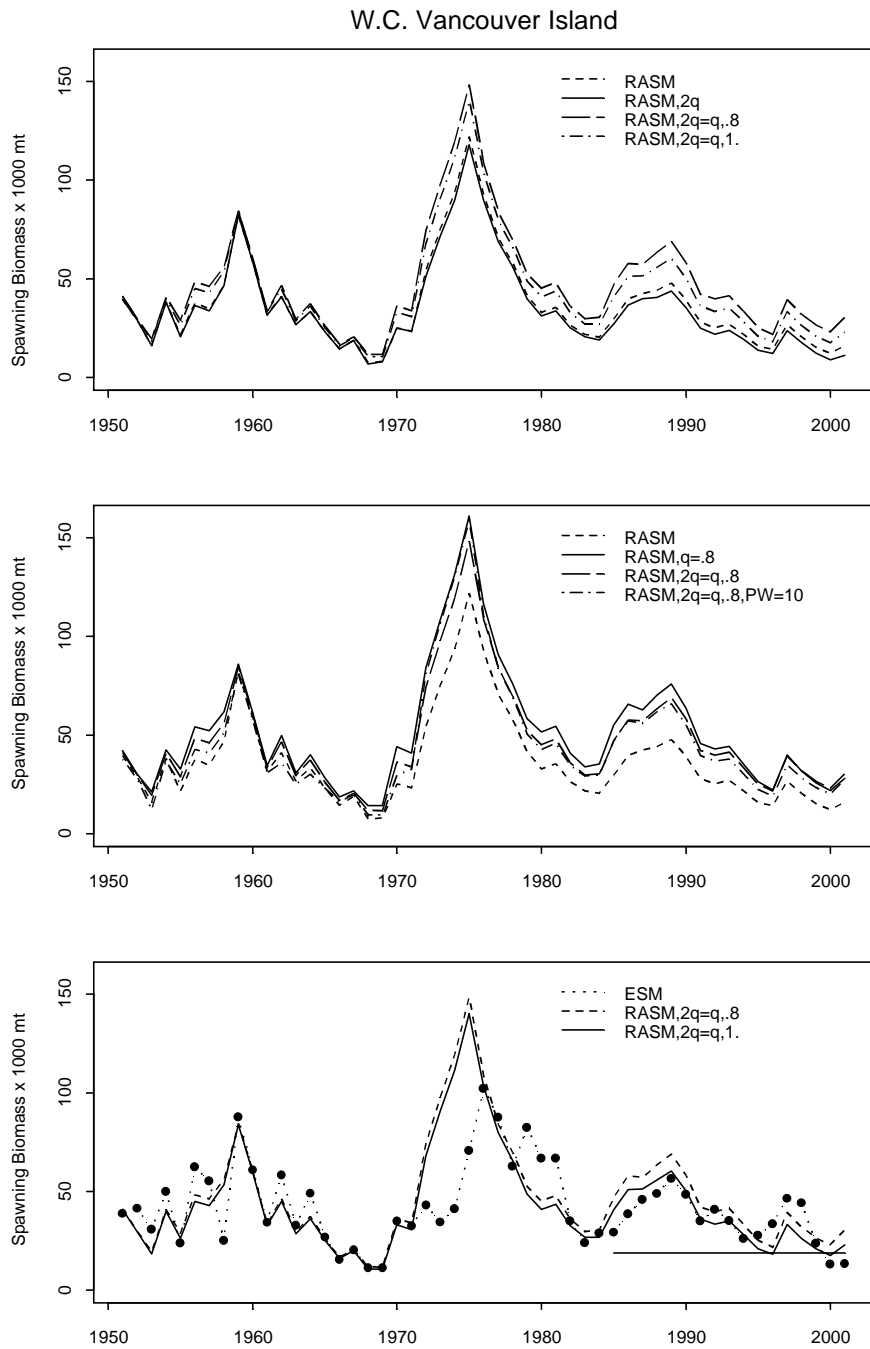 W.C. Vancouver Island
Spawning Biomass x 1000 mt
150
100
50
0
RASM
RASM,2q
RASM,2q=q,.8
RASM,2q=q,1.
1950 1960 1970 1980 1990 2000
Spawning Biomass x 1000 mt
150
100
50
0
RASM
RASM,q=.8
RASM,2q=q,.8
RASM,2q=q,.8,PW=10
1950 1960 1970 1980 1990 2000
Spawning Biomass x 1000 mt
150
100
50
0
ESM
RASM,2q=q,.8
RASM,2q=q,1.
1950 1960 1970 1980 1990 2000